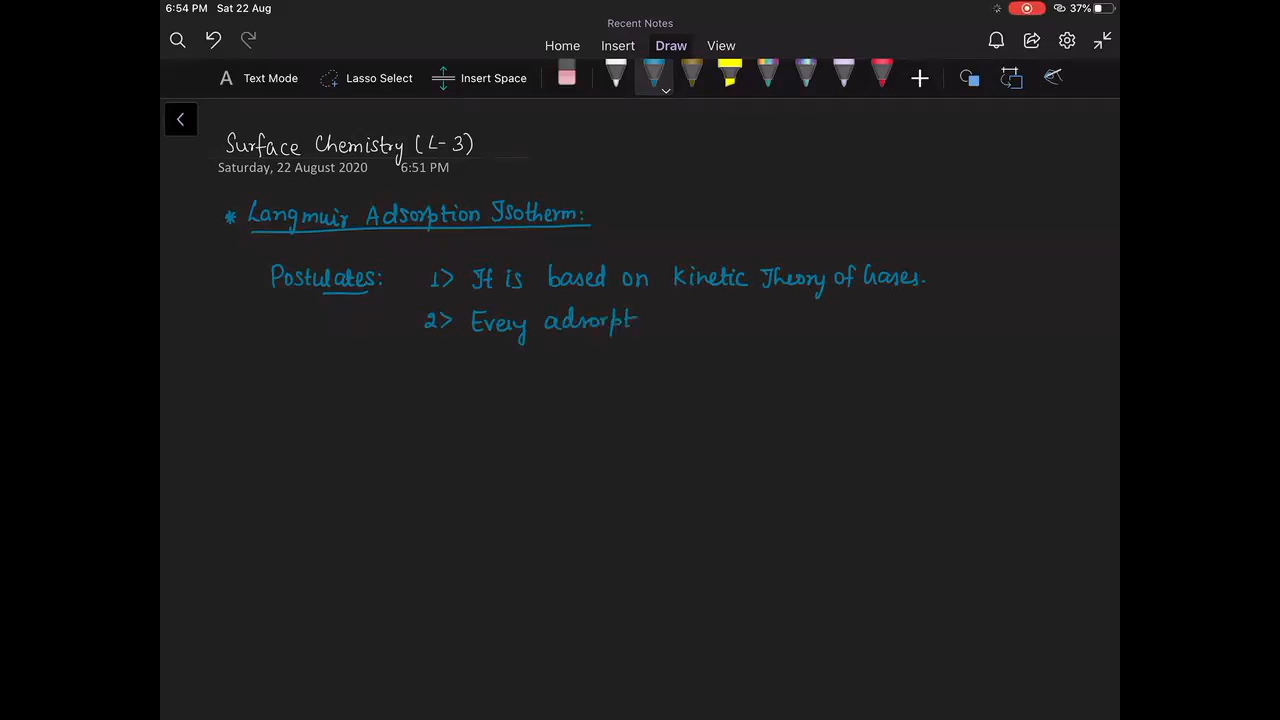 6:54 PM Sat 22 Aug 37%
Recent Notes
Home Insert Draw View
A Text Mode Lasso Select Insert Space
Surface Chemistry (L-3)
Saturday, 22 August 2020 6:51 PM
* Langmuir Adsorption Isotherm:
Postulates: 1> It is based on Kinetic Theory of Gases.
2> Every adsorpt